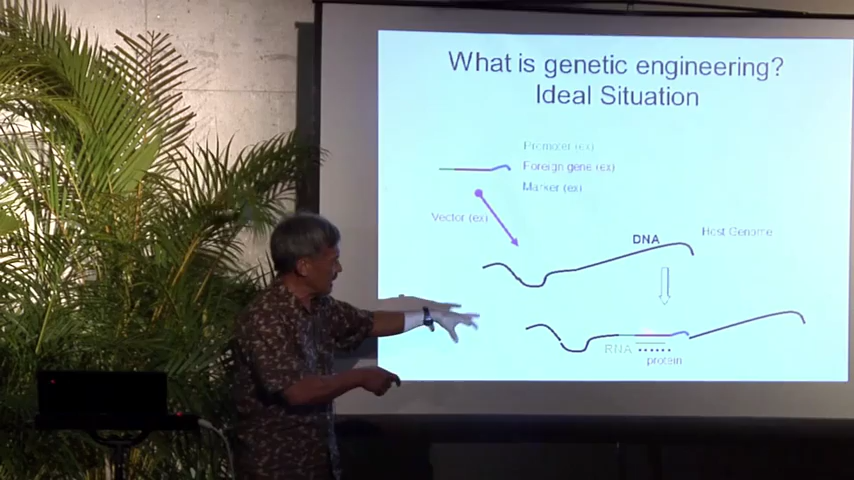 What is genetic engineering?
Ideal Situation
Promoter (ex)
Foreign gene (ex)
Marker (ex)
Vector (ex)
DNA
Host Genome
RNA
protein